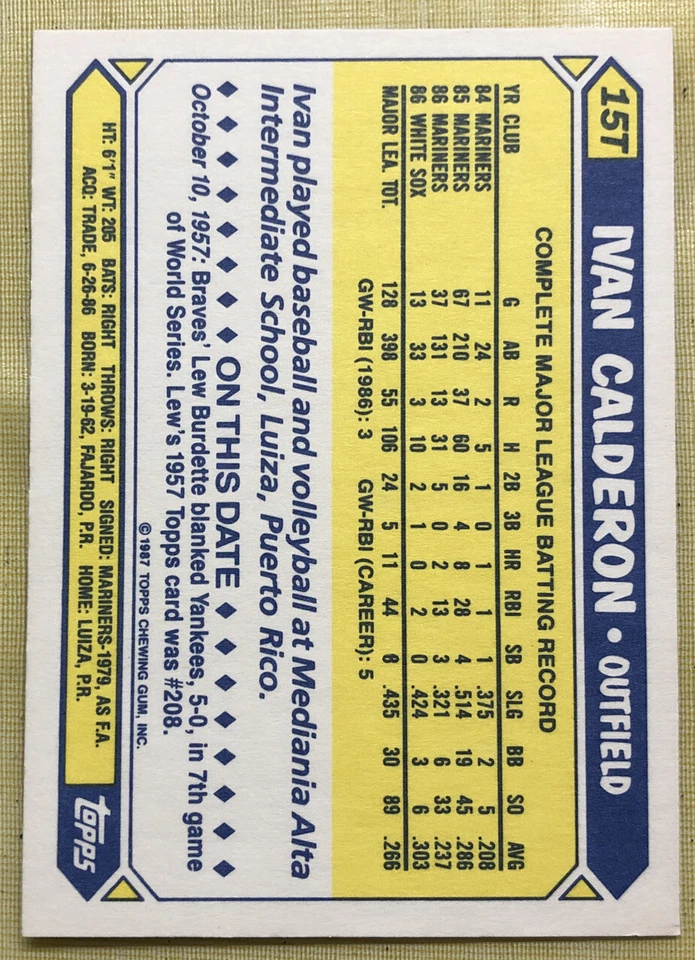 15T IVAN CALDERON • OUTFIELD
COMPLETE MAJOR LEAGUE BATTING RECORD
YR CLUB G AB R H 2B 3B HR RBI SB SLG BB SO AVG
84 MARINERS 11 24 2 5 1 0 1 1 1 .375 2 5 .208
85 MARINERS 67 210 37 60 16 4 8 28 4 .514 19 45 .286
86 MARINERS 37 131 13 31 5 0 2 13 3 .321 6 33 .237
86 WHITE SOX 13 33 3 10 2 1 0 2 0 .424 3 6 .303
MAJOR LEA. TOT. 128 398 55 106 24 5 11 44 8 .435 30 89 .266
GW-RBI (1986): 3 GW-RBI (CAREER): 5
Ivan played baseball and volleyball at Mediania Alta
Intermediate School, Luiza, Puerto Rico.
ON THIS DATE
October 10, 1957: Braves' Lew Burdette blanked Yankees, 5-0, in 7th game
of World Series. Lew's 1957 Topps card was #208.
©1987 TOPPS CHEWING GUM, INC.
HT: 6'1" WT: 205 BATS: RIGHT THROWS: RIGHT SIGNED: MARINERS-1979, AS F.A.
ACQ: TRADE, 6-26-86 BORN: 3-19-62, FAJARDO, P.R. HOME: LUIZA, P.R.
topps